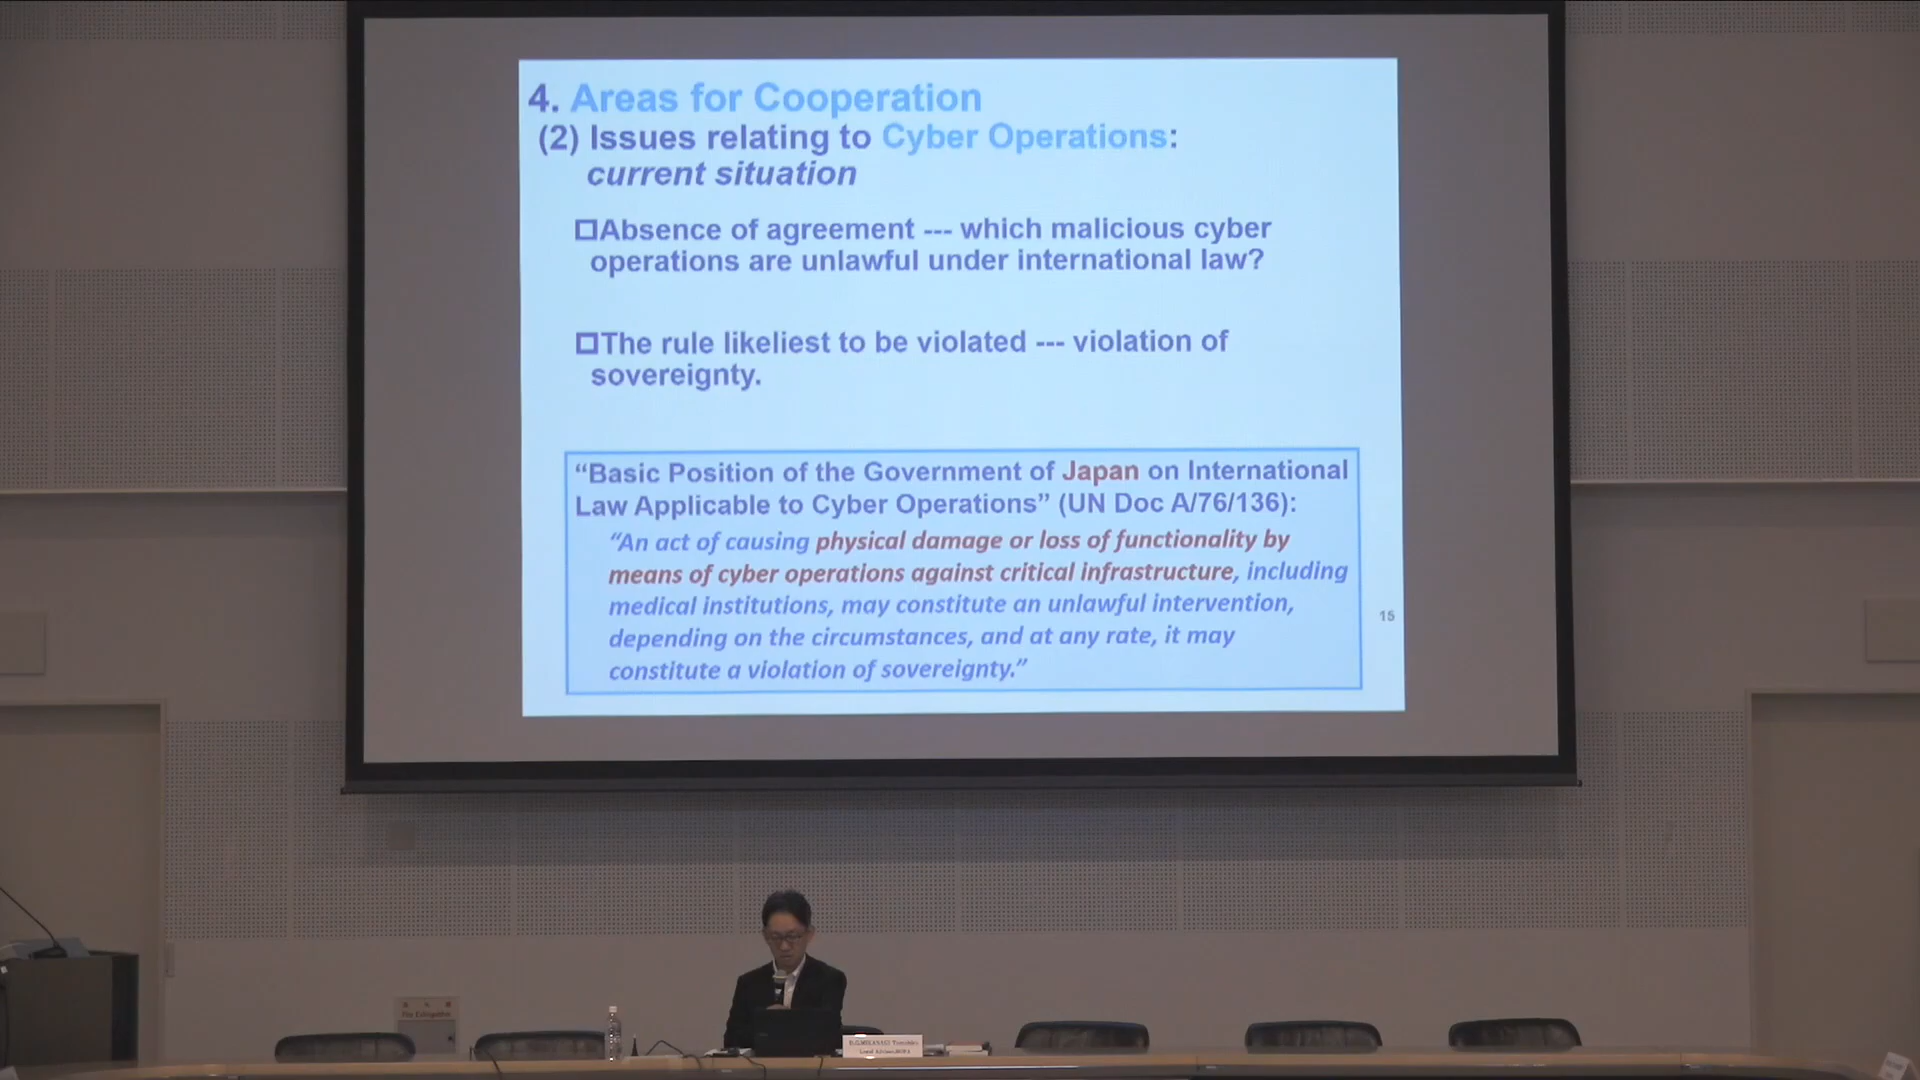 4. Areas for Cooperation
(2) Issues relating to Cyber Operations:
current situation
Absence of agreement --- which malicious cyber
operations are unlawful under international law?
The rule likeliest to be violated --- violation of
sovereignty.
“Basic Position of the Government of Japan on International
Law Applicable to Cyber Operations” (UN Doc A/76/136):
“An act of causing physical damage or loss of functionality by
means of cyber operations against critical infrastructure, including
medical institutions, may constitute an unlawful intervention,
depending on the circumstances, and at any rate, it may
constitute a violation of sovereignty.”
15
Fire Extinguisher